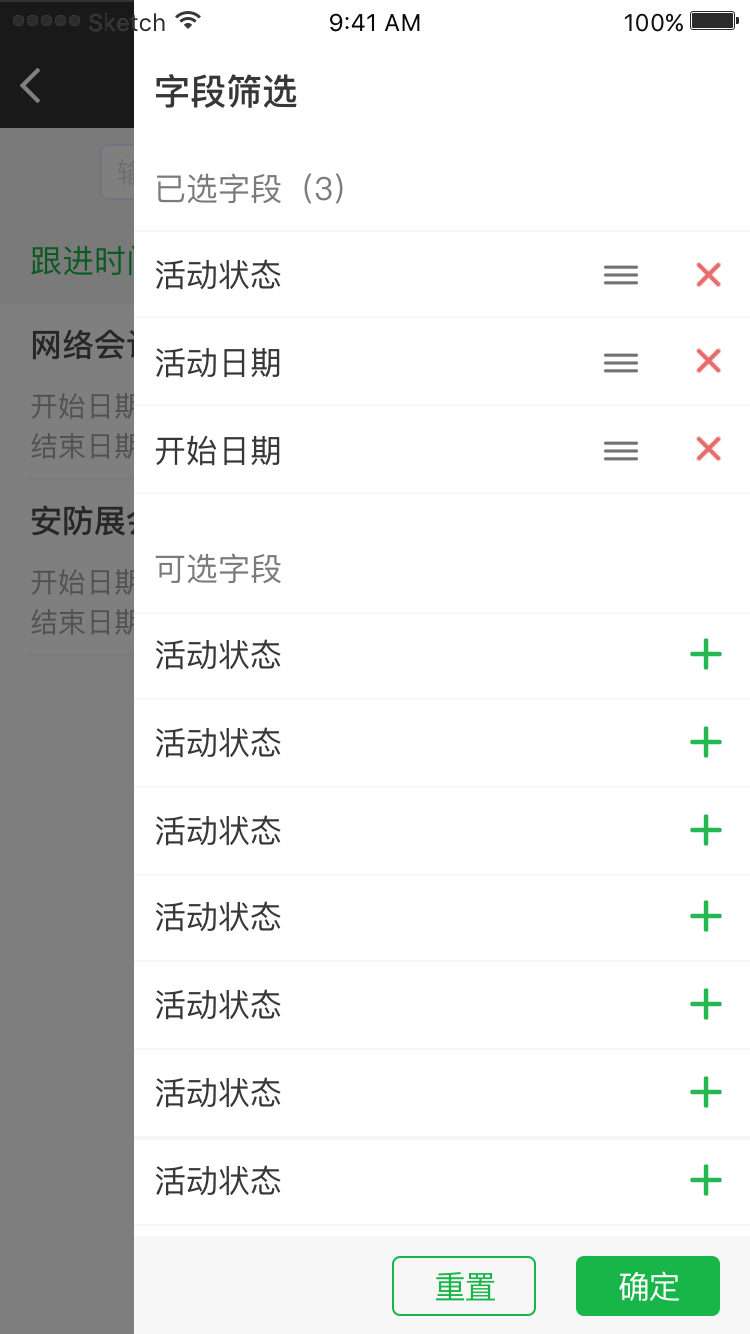 Sketch 9:41 AM 100%
字段筛选
已选字段（3）
活动状态
活动日期
开始日期
可选字段
活动状态
活动状态
活动状态
活动状态
活动状态
活动状态
活动状态
重置 确定
输
跟进时
网络会
开始日期
结束日期
安防展会
开始日期
结束日期